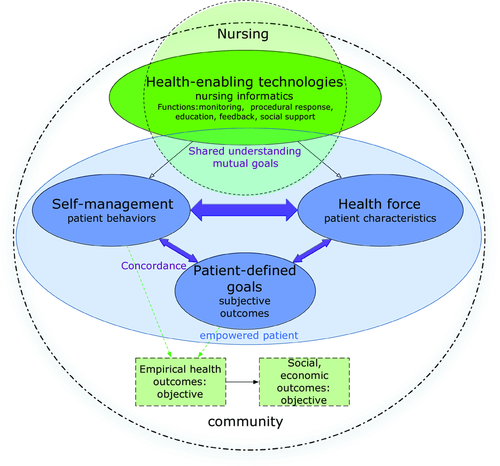 Nursing
Health-enabling technologies
nursing informatics
Functions:monitoring, procedural response,
education, feedback, social support
Shared understanding
mutual goals
Self-management
patient behaviors
Health force
patient characteristics
Concordance
Patient-defined
goals
subjective
outcomes
empowered patient
Empirical health
outcomes:
objective
Social,
economic
outcomes:
objective
community